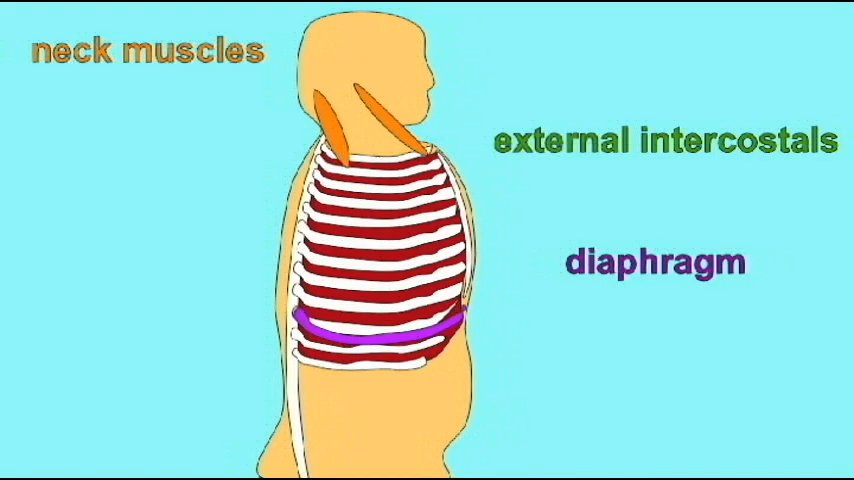 neck muscles
external intercostals
diaphragm